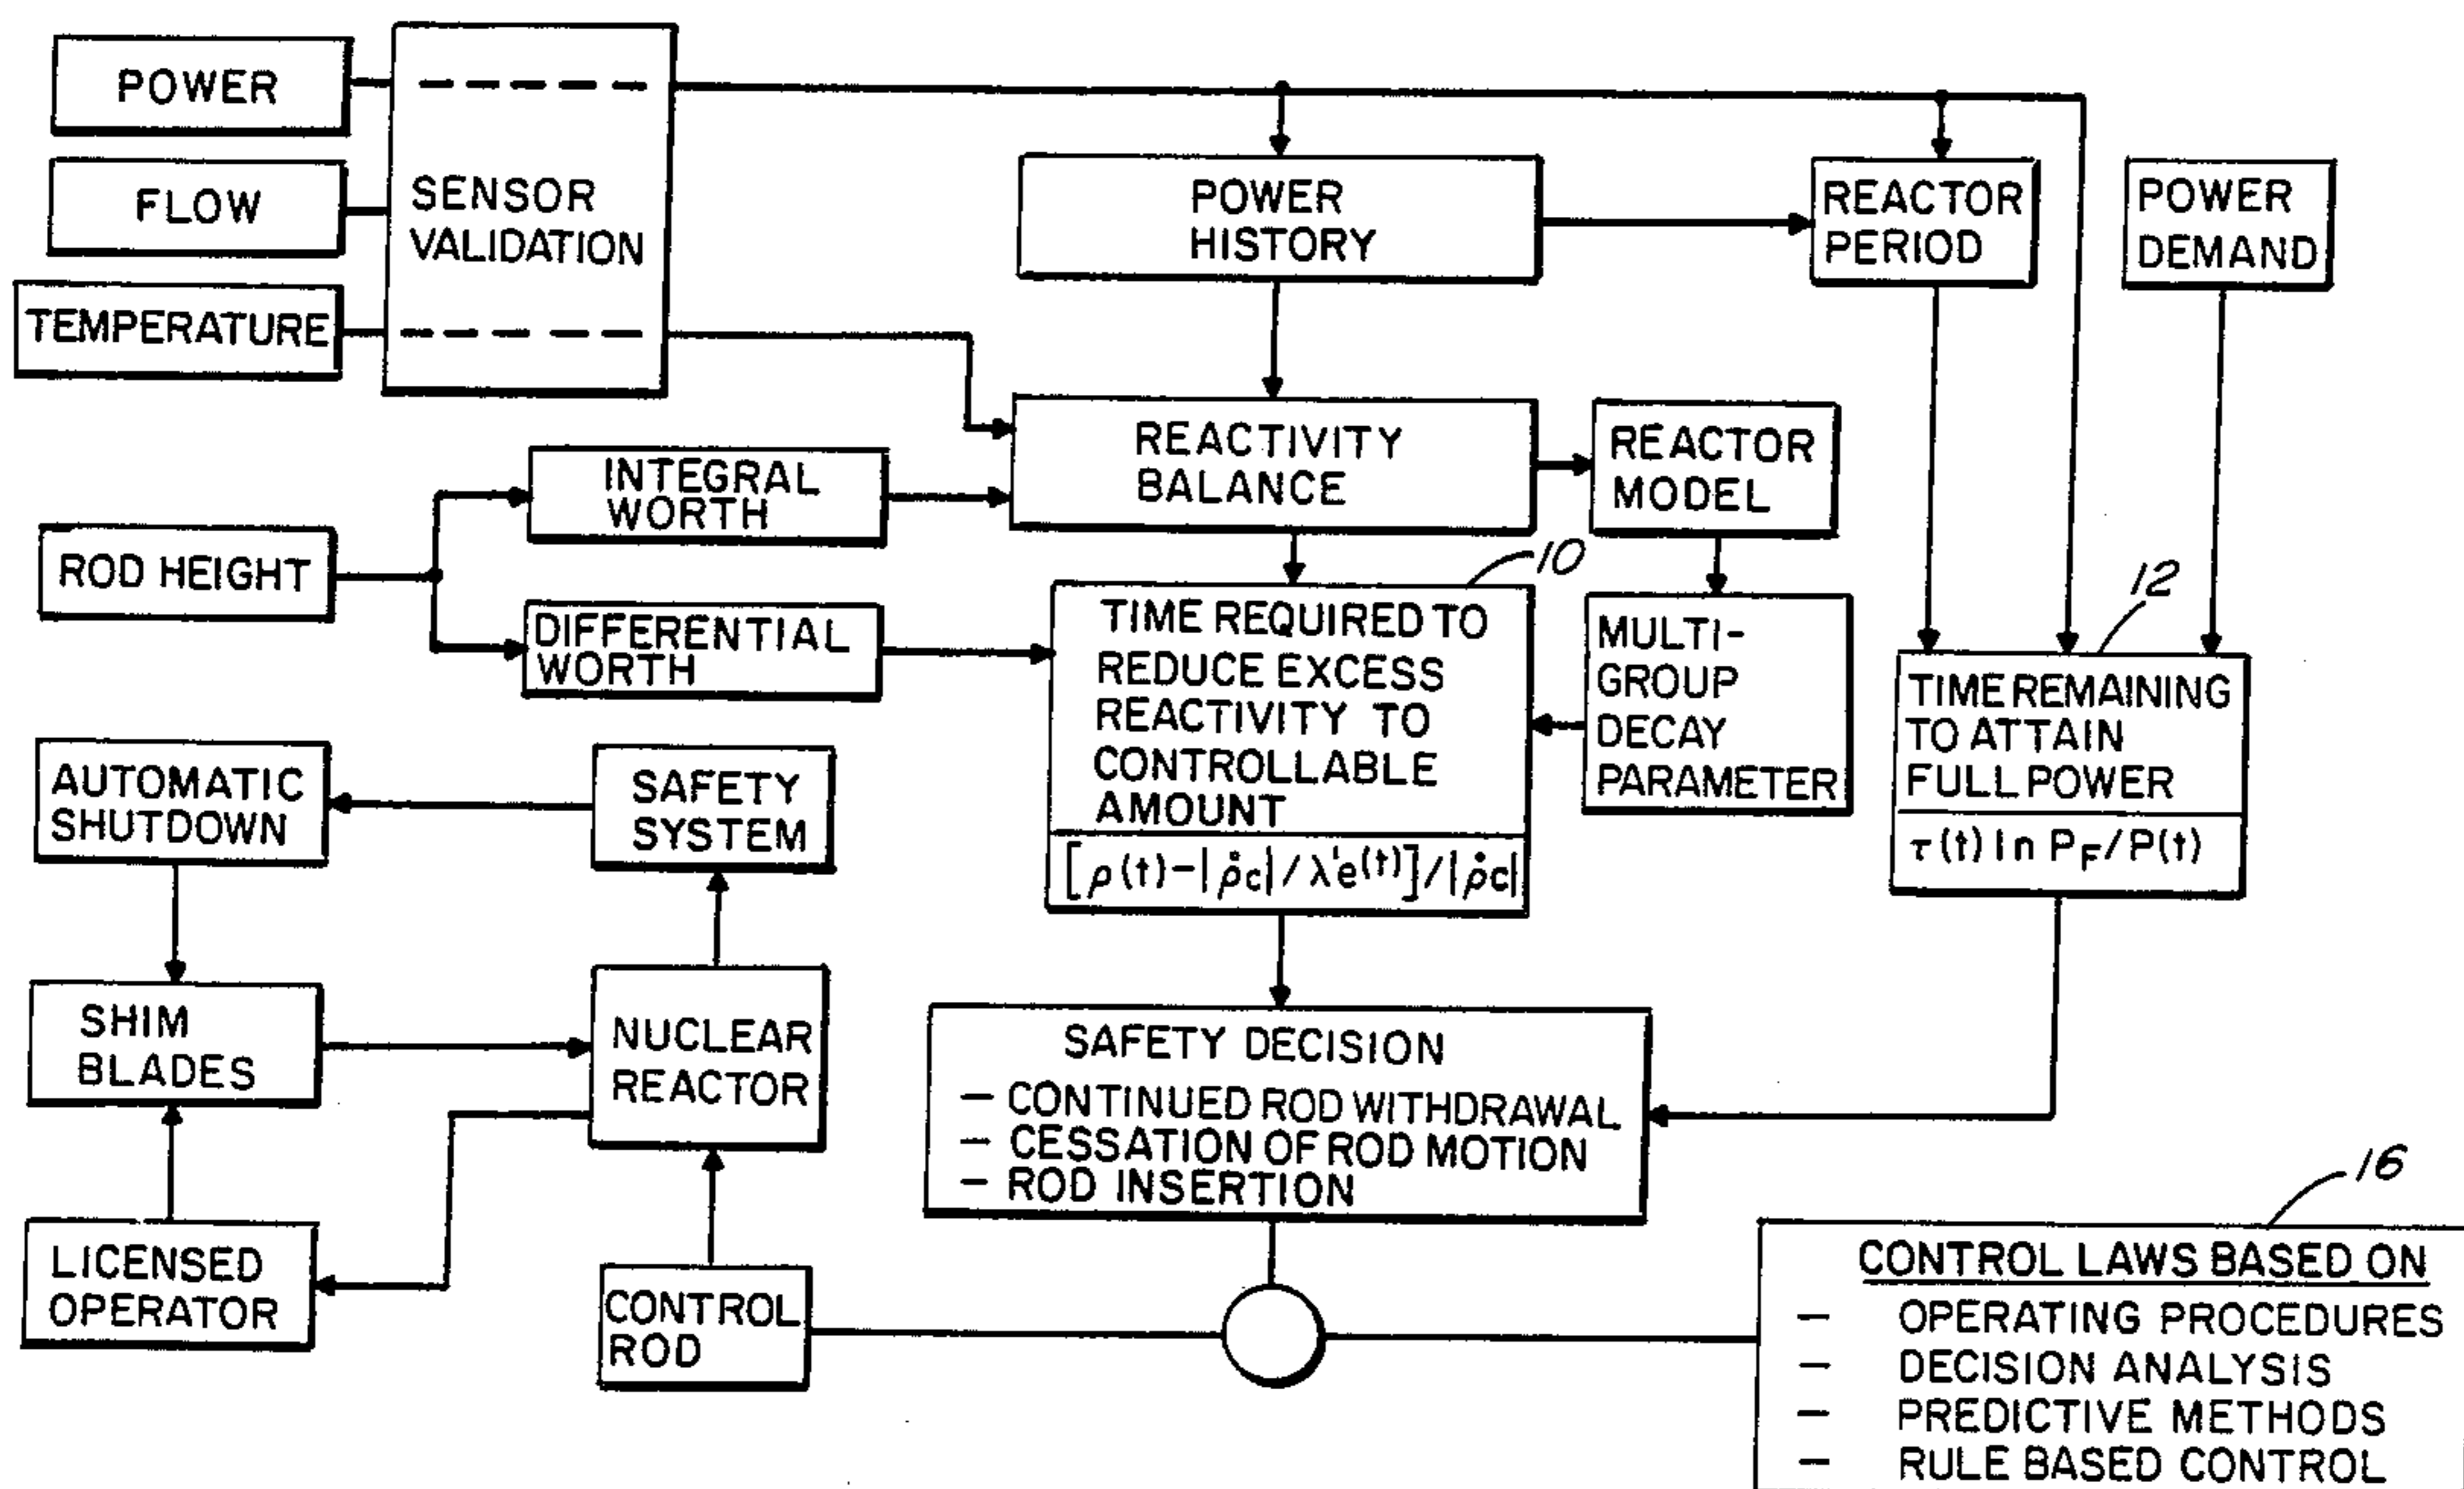 POWER
FLOW
TEMPERATURE
SENSOR
VALIDATION
POWER
HISTORY
REACTOR
PERIOD
POWER
DEMAND
ROD HEIGHT
INTEGRAL
WORTH
DIFFERENTIAL
WORTH
REACTIVITY
BALANCE
REACTOR
MODEL
10
TIME REQUIRED TO
REDUCE EXCESS
REACTIVITY TO
CONTROLLABLE
AMOUNT
[ρ(t)-|ρ̇c|/λ'e(t)]/|ρ̇c|
MULTI-
GROUP
DECAY
PARAMETER
12
TIME REMAINING
TO ATTAIN
FULL POWER
τ(t) ln PF/P(t)
AUTOMATIC
SHUTDOWN
SAFETY
SYSTEM
SHIM
BLADES
NUCLEAR
REACTOR
LICENSED
OPERATOR
CONTROL
ROD
SAFETY DECISION
- CONTINUED ROD WITHDRAWAL
- CESSATION OF ROD MOTION
- ROD INSERTION
16
CONTROL LAWS BASED ON
- OPERATING PROCEDURES
- DECISION ANALYSIS
- PREDICTIVE METHODS
- RULE BASED CONTROL